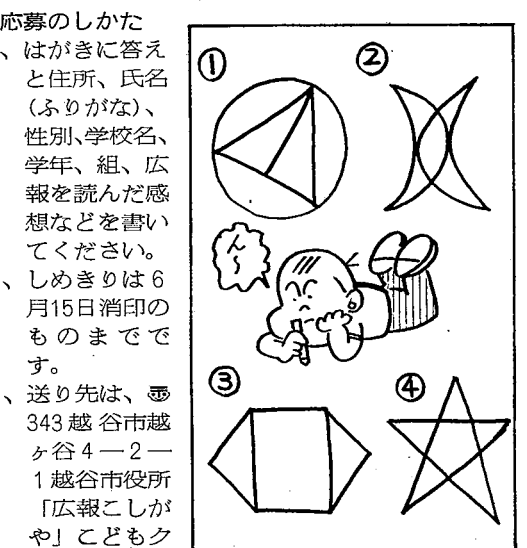 応募のしかた
、はがきに答え
と住所、氏名
(ふりがな)、
性別、学校名、
学年、組、広
報を読んだ感
想などを書い
てください。
、しめきりは6
月15日消印の
ものまでで
す。
、送り先は、〠
343越谷市越
ヶ谷4―2―
1越谷市役所
「広報こしが
や」こどもク
①
②
③
④